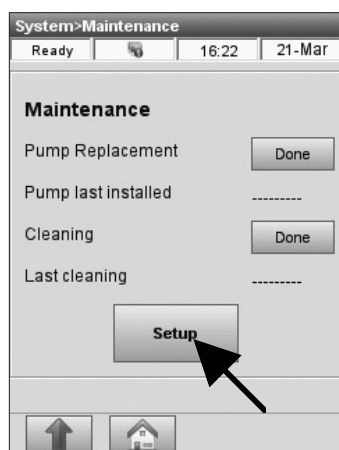 System>Maintenance
Ready 16:22 21-Mar
Maintenance
Pump Replacement Done
Pump last installed ---------
Cleaning Done
Last cleaning ---------
Setup